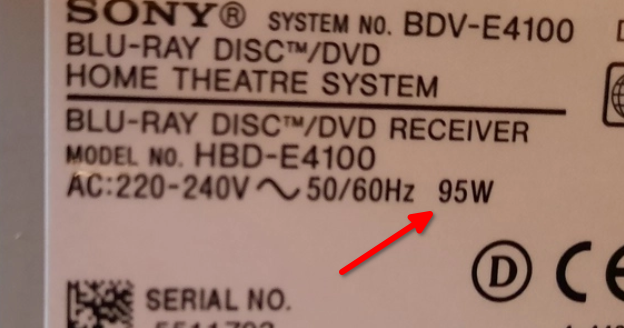 SONY® SYSTEM NO. BDV-E4100
BLU-RAY DISC™/DVD
HOME THEATRE SYSTEM
BLU-RAY DISC™/DVD RECEIVER
MODEL NO. HBD-E4100
AC:220-240V ~ 50/60Hz 95W
D CE
SERIAL NO.